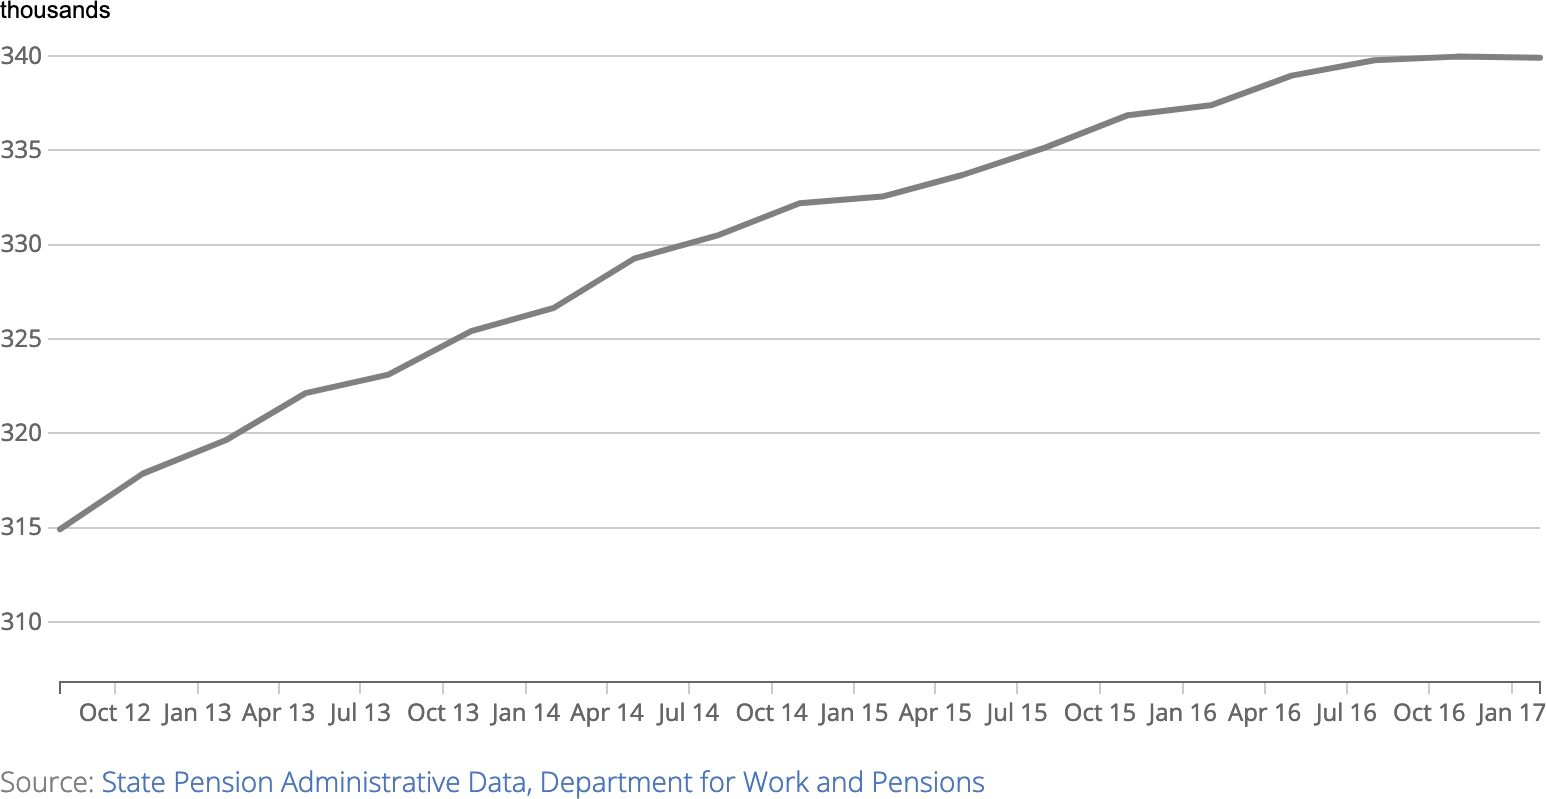 thousands
340
335
330
325
320
315
310
Oct 12 Jan 13 Apr 13 Jul 13 Oct 13 Jan 14 Apr 14 Jul 14 Oct 14 Jan 15 Apr 15 Jul 15 Oct 15 Jan 16 Apr 16 Jul 16 Oct 16 Jan 17
Source: State Pension Administrative Data, Department for Work and Pensions